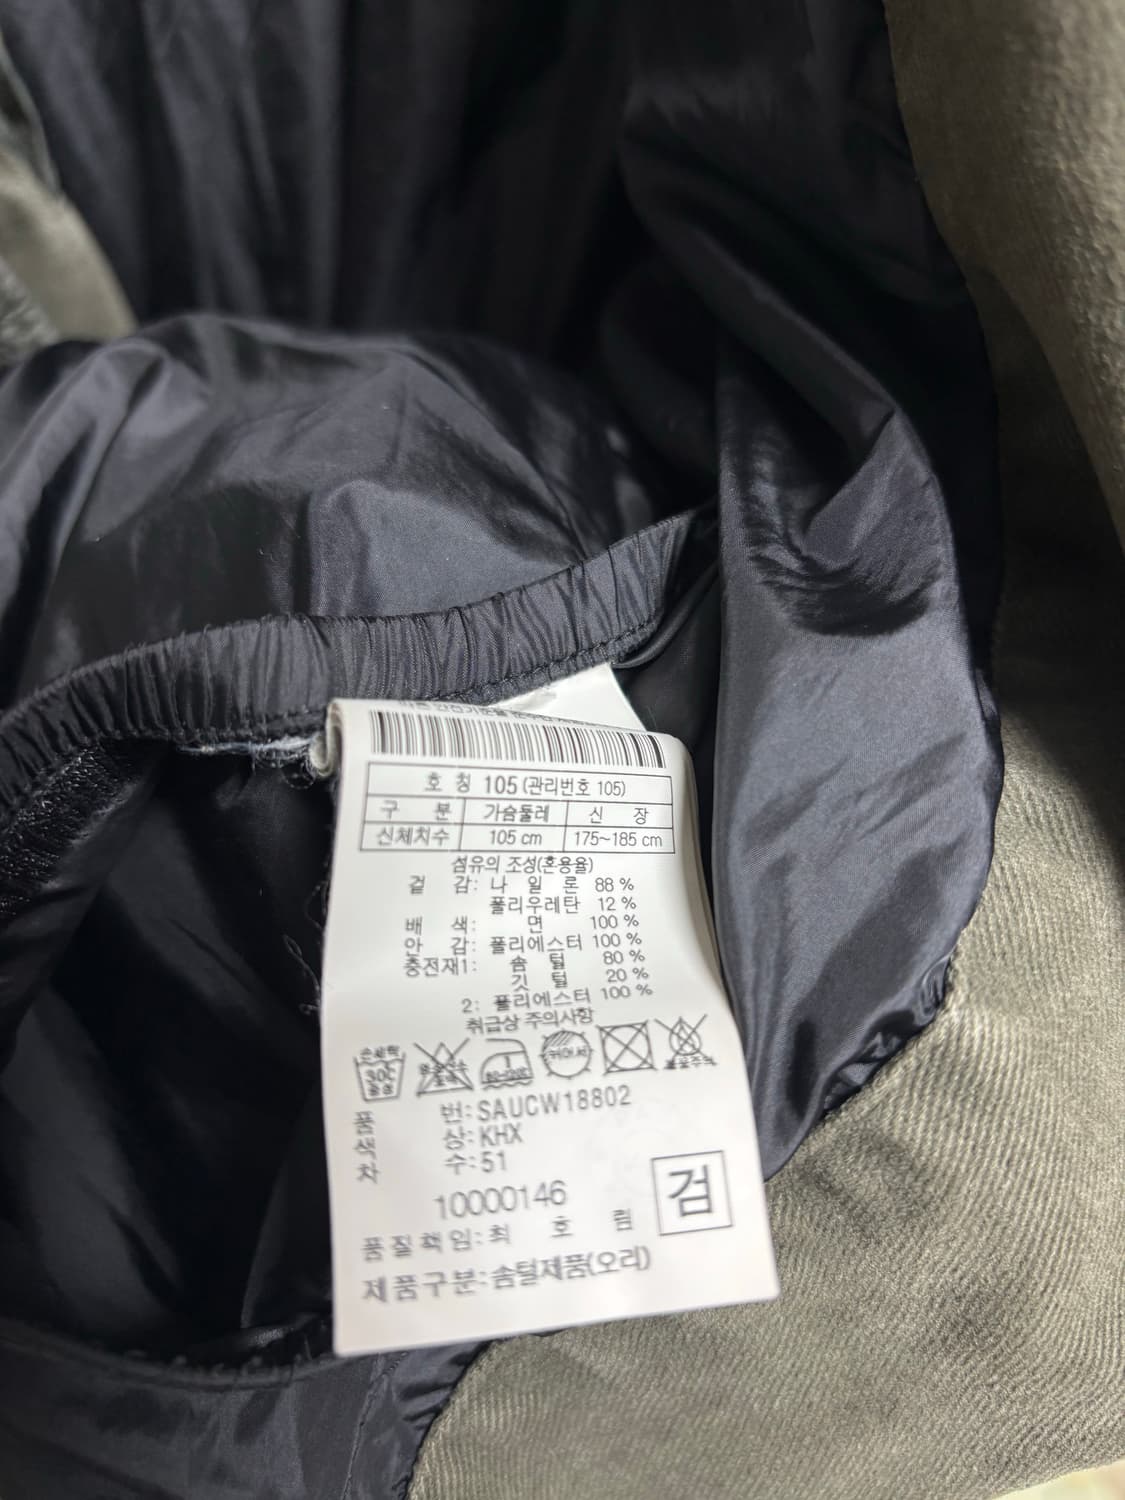 호 칭 105 (관리번호 105)
구 분 가슴둘레 신 장
신체치수 105 cm 175~185 cm
섬유의 조성(혼용율)
겉 감: 나 일 론 88 %
폴리우레탄 12 %
배 색: 면 100 %
안 감: 폴리에스터 100 %
충전재1: 솜 털 80 %
깃 털 20 %
2: 폴리에스터 100 %
취급상 주의사항
손세탁
30℃
품 번: SAUCW18802
색 상: KHX
차 수: 51
10000146
검
품질책임: 최 호 림
제품구분: 솜털제품(오리)